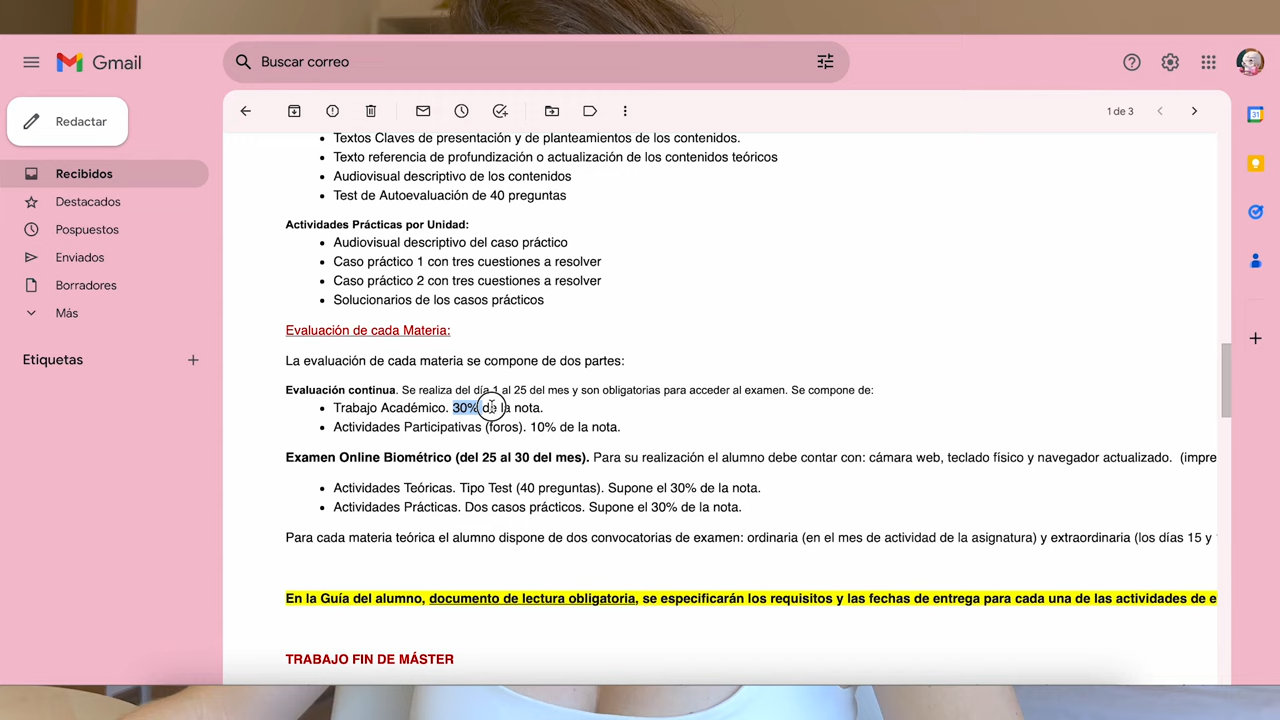 Gmail
Buscar correo
Redactar
1 de 3
31
Recibidos
Destacados
Pospuestos
Enviados
Borradores
Más
Etiquetas
• Textos Claves de presentación y de planteamientos de los contenidos.
• Texto referencia de profundización o actualización de los contenidos teóricos
• Audiovisual descriptivo de los contenidos
• Test de Autoevaluación de 40 preguntas
Actividades Prácticas por Unidad:
• Audiovisual descriptivo del caso práctico
• Caso práctico 1 con tres cuestiones a resolver
• Caso práctico 2 con tres cuestiones a resolver
• Solucionarios de los casos prácticos
Evaluación de cada Materia:
La evaluación de cada materia se compone de dos partes:
Evaluación continua. Se realiza del día 1 al 25 del mes y son obligatorias para acceder al examen. Se compone de:
• Trabajo Académico. 30% de la nota.
• Actividades Participativas (foros). 10% de la nota.
Examen Online Biométrico (del 25 al 30 del mes). Para su realización el alumno debe contar con: cámara web, teclado físico y navegador actualizado. (impre
• Actividades Teóricas. Tipo Test (40 preguntas). Supone el 30% de la nota.
• Actividades Prácticas. Dos casos prácticos. Supone el 30% de la nota.
Para cada materia teórica el alumno dispone de dos convocatorias de examen: ordinaria (en el mes de actividad de la asignatura) y extraordinaria (los días 15 y
En la Guía del alumno, documento de lectura obligatoria, se especificarán los requisitos y las fechas de entrega para cada una de las actividades de e
TRABAJO FIN DE MÁSTER